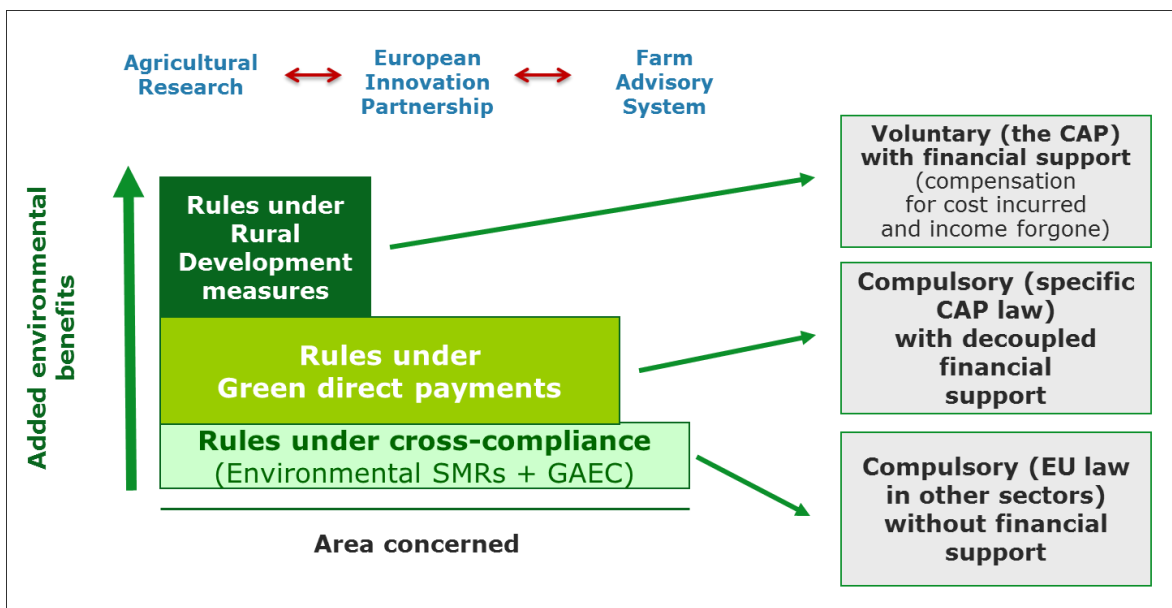 Agricultural
Research
European
Innovation
Partnership
Farm
Advisory
System
Added environmental
benefits
Rules under
Rural
Development
measures
Rules under
Green direct payments
Rules under cross-compliance
(Environmental SMRs + GAEC)
Area concerned
Voluntary (the CAP)
with financial support
(compensation
for cost incurred
and income forgone)
Compulsory (specific
CAP law)
with decoupled
financial
support
Compulsory (EU law
in other sectors)
without financial
support